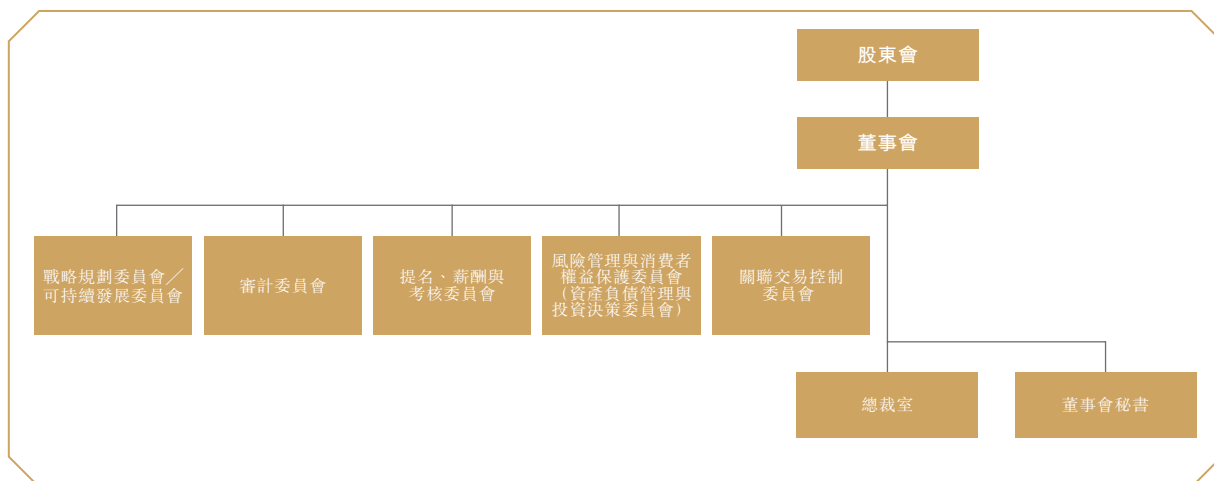 股東會
董事會
戰略規劃委員會／
可持續發展委員會
審計委員會
提名、薪酬與
考核委員會
風險管理與消費者
權益保護委員會
（資產負債管理與
投資決策委員會）
關聯交易控制
委員會
總裁室
董事會秘書